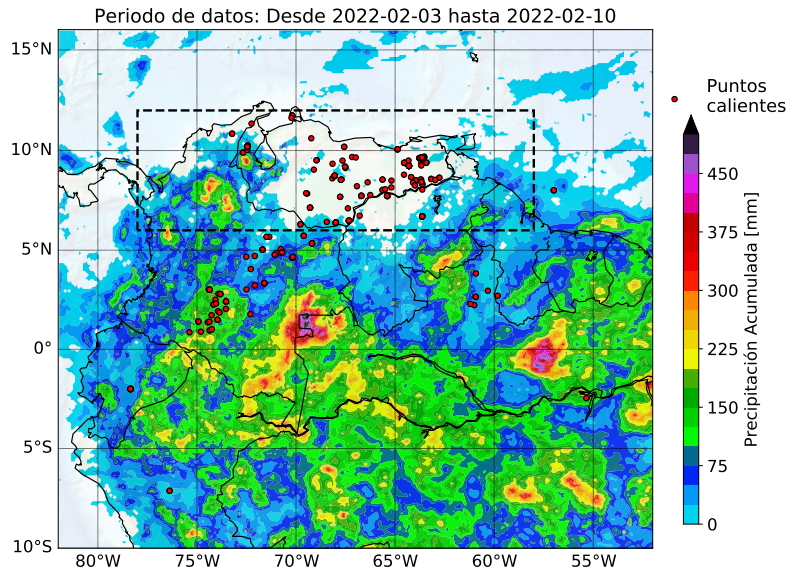 Periodo de datos: Desde 2022-02-03 hasta 2022-02-10
15°N
10°N
5°N
0°
5°S
10°S
80°W
75°W
70°W
65°W
60°W
55°W
Puntos
calientes
450
375
300
225
150
75
0
Precipitación Acumulada [mm]